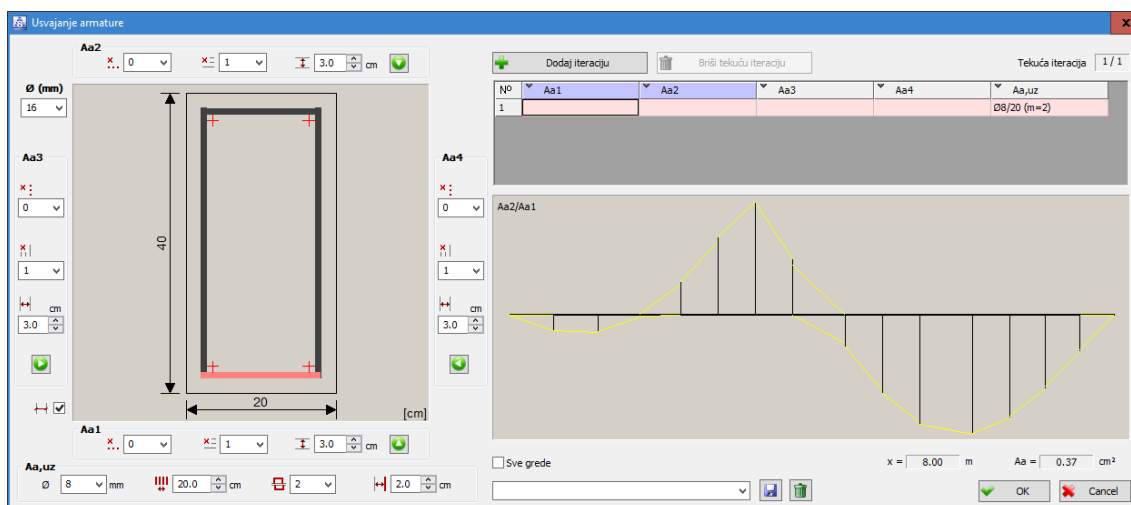 Usvajanje armature
x
Aa2
0 1 3.0 cm
Ø (mm)
16
Aa3
0
1
cm
3.0
40
20
[cm]
Aa4
0
1
cm
3.0
Aa1
0 1 3.0 cm
Aa,uz
Ø 8 mm 20.0 cm 2 2.0 cm
Dodaj iteraciju Briši tekuću iteraciju Tekuća iteracija 1 / 1
Nº Aa1 Aa2 Aa3 Aa4 Aa,uz
1 Ø8/20 (m=2)
Aa2/Aa1
Sve grede x = 8.00 m Aa = 0.37 cm²
OK Cancel